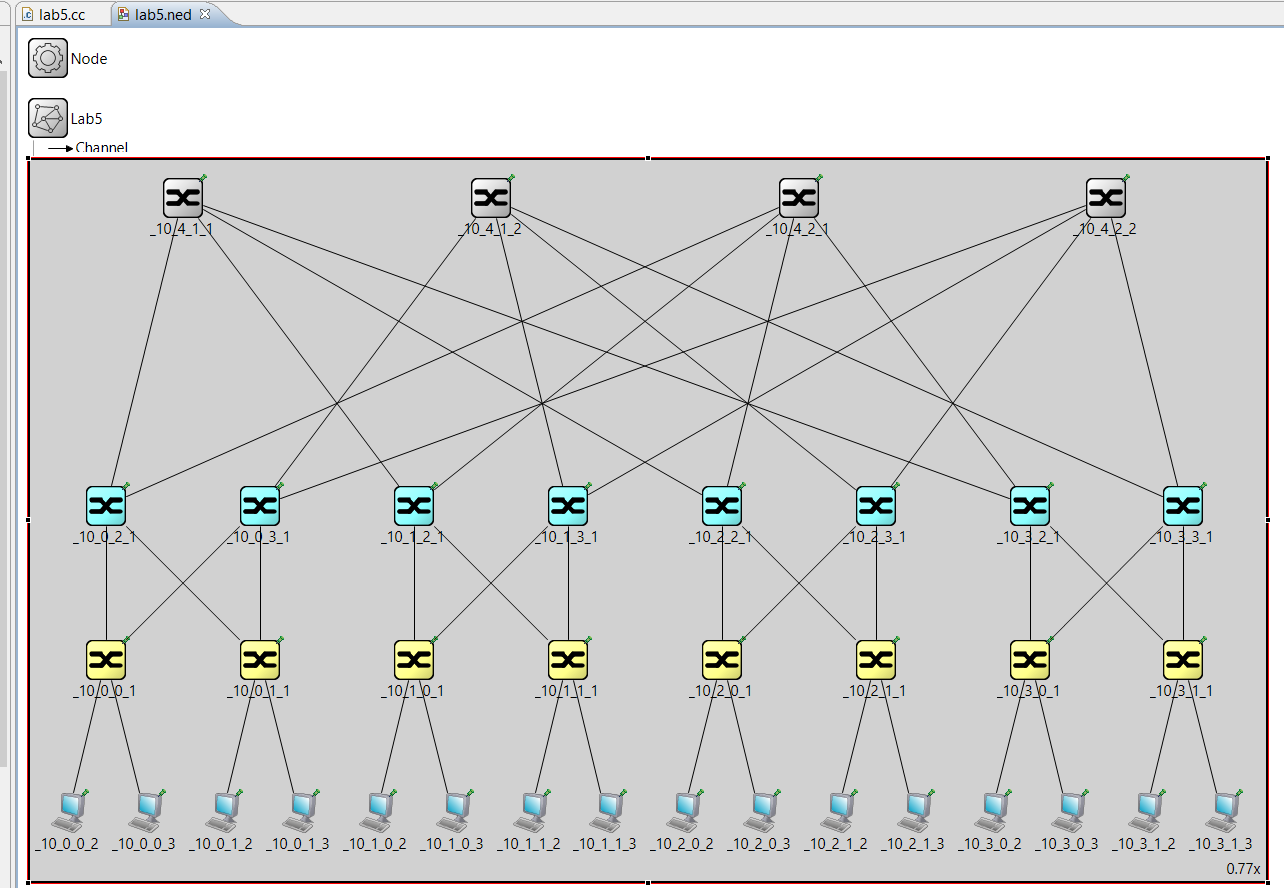 lab5.cc lab5.ned
Node
Lab5
Channel
_10_4_1_1 _10_4_1_2 _10_4_2_1 _10_4_2_2
_10_0_2_1 _10_0_3_1 _10_1_2_1 _10_1_3_1 _10_2_2_1 _10_2_3_1 _10_3_2_1 _10_3_3_1
_10_0_0_1 _10_0_1_1 _10_1_0_1 _10_1_1_1 _10_2_0_1 _10_2_1_1 _10_3_0_1 _10_3_1_1
_10_0_0_2 _10_0_0_3 _10_0_1_2 _10_0_1_3 _10_1_0_2 _10_1_0_3 _10_1_1_2 _10_1_1_3 _10_2_0_2 _10_2_0_3 _10_2_1_2 _10_2_1_3 _10_3_0_2 _10_3_0_3 _10_3_1_2 _10_3_1_3
0.77x